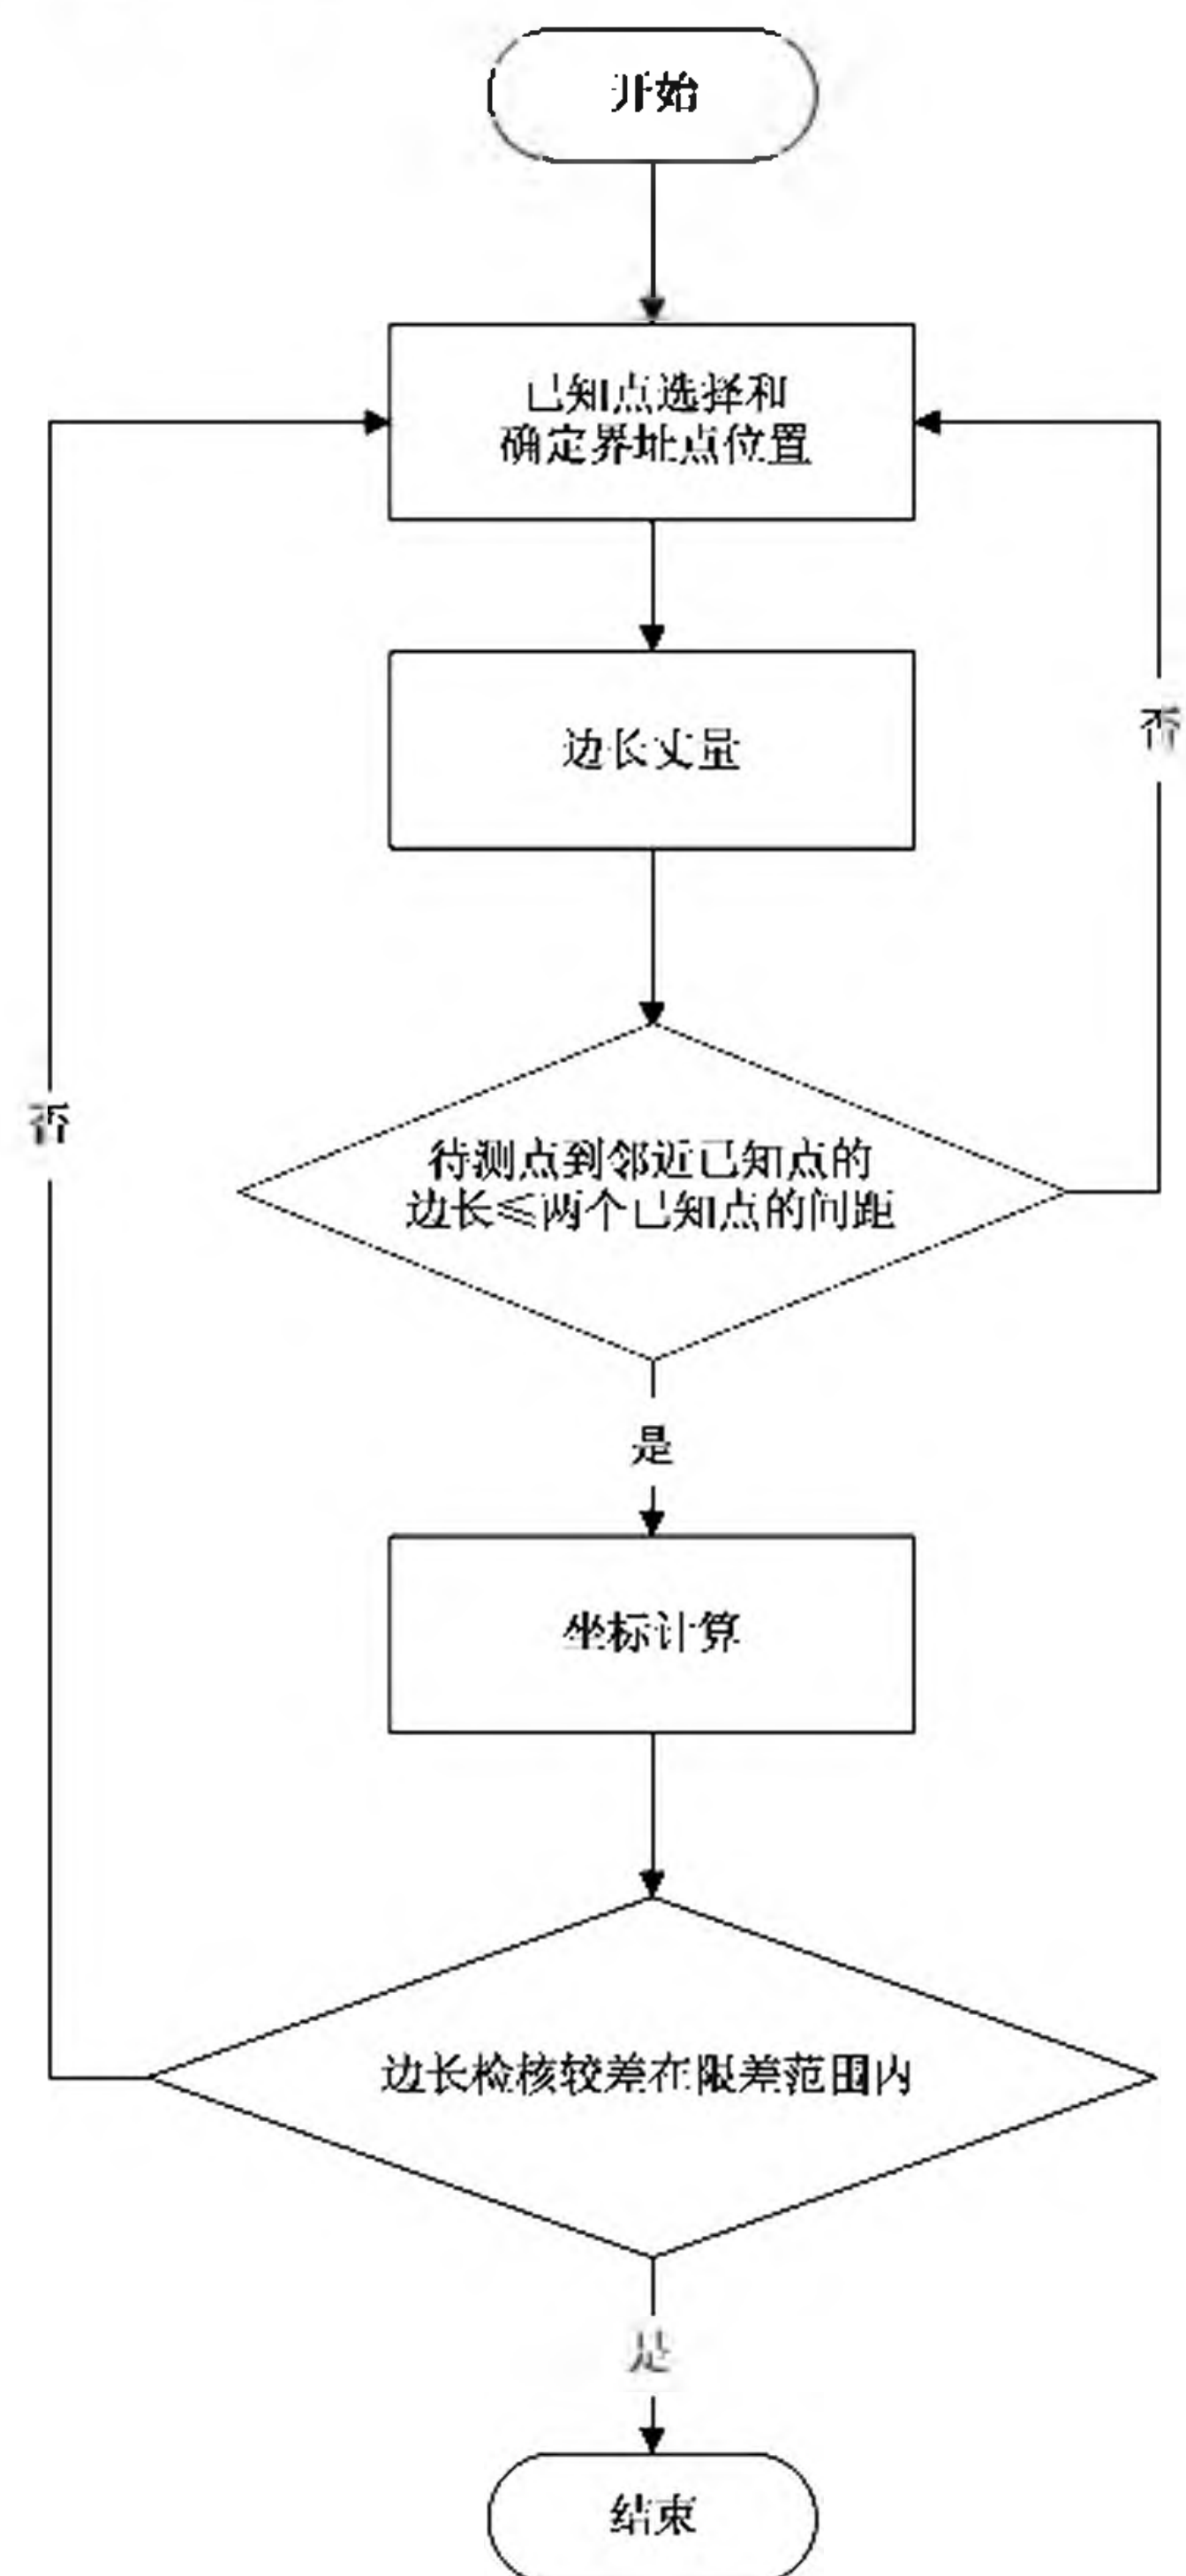 开始
已知点选择和
确定界址点位置
边长丈量
否
否
待测点到邻近已知点的
边长≤两个已知点的间距
是
坐标计算
边长检核较差在限差范围内
是
结束